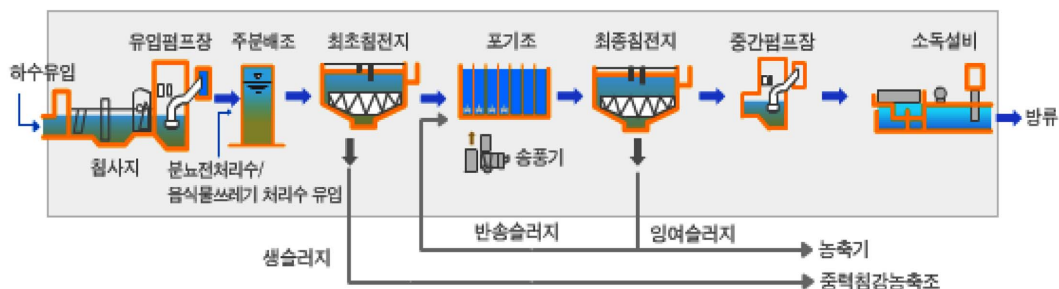 유입펌프장
주분배조
최초침전지
포기조
최종침전지
중간펌프장
소독설비
하수유입
방류
침사지
분뇨전처리수/
음식물쓰레기 처리수 유입
송풍기
반송슬러지
잉여슬러지
생슬러지
농축기
중력침강농축조